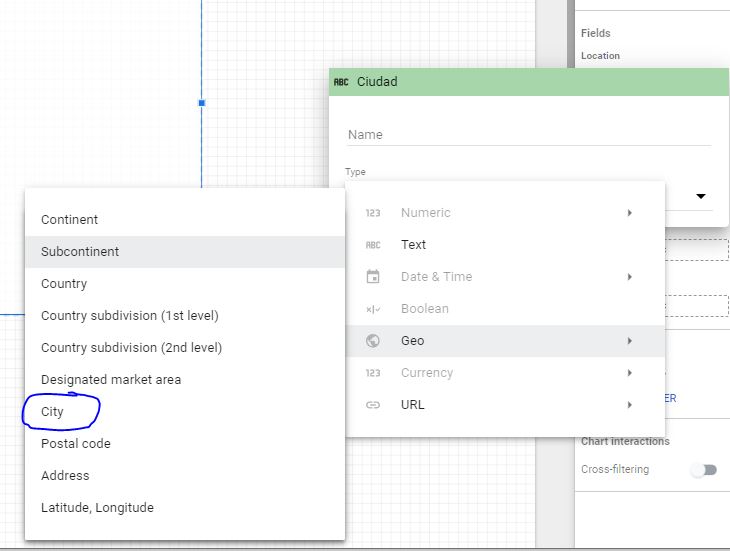 Fields
Location
ABC Ciudad
Name
Type
123 Numeric
ABC Text
Date & Time
Boolean
Geo
123 Currency
URL
Continent
Subcontinent
Country
Country subdivision (1st level)
Country subdivision (2nd level)
Designated market area
City
Postal code
Address
Latitude, Longitude
ER
Chart interactions
Cross-filtering